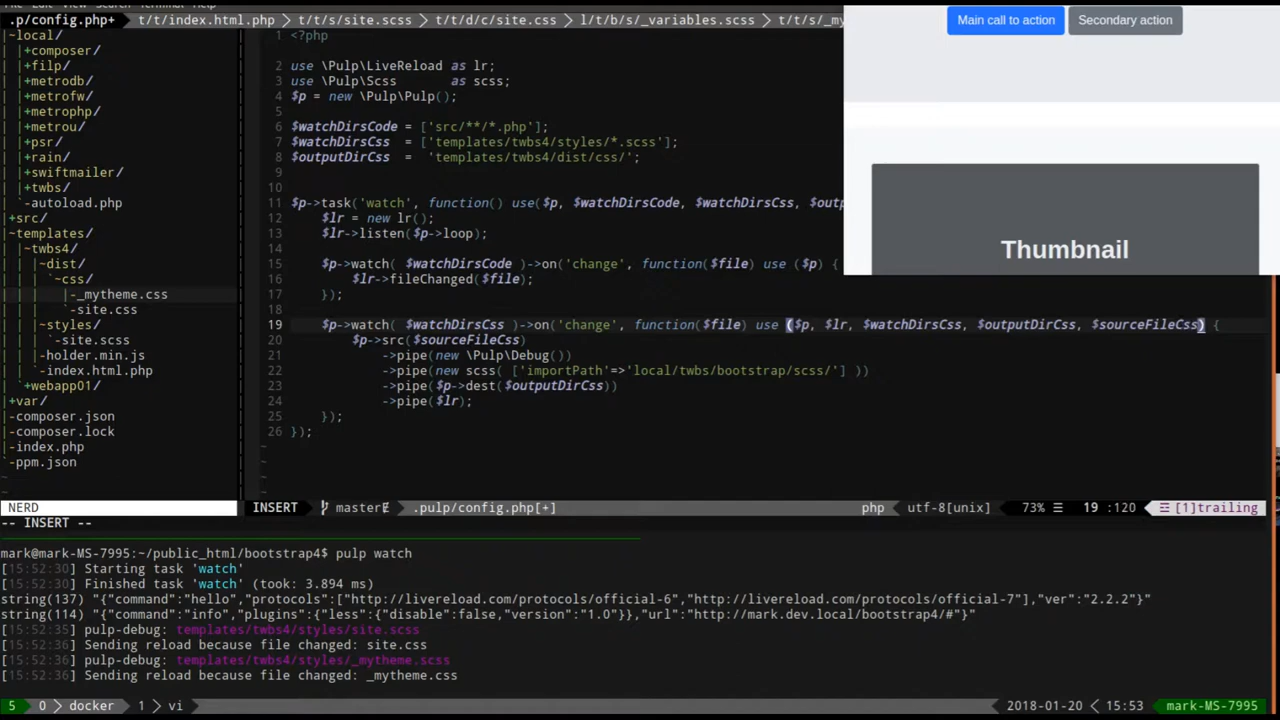 .p/config.php+ t/t/index.html.php t/t/s/site.scss t/t/d/c/site.css l/t/b/s/_variables.scss t/t/s/_my
Main call to action
Secondary action
Thumbnail
|~local/
| |+composer/
| |+filp/
| |+metrodb/
| |+metrofw/
| |+metrophp/
| |+metrou/
| |+psr/
| |+rain/
| |+swiftmailer/
| |+twbs/
| `-autoload.php
|+src/
|~templates/
| |~twbs4/
| | |~dist/
| | | `~css/
| | |   |-_mytheme.css
| | |   `-site.css
| | |~styles/
| | | `-site.scss
| | |-holder.min.js
| | `-index.html.php
| `+webapp01/
|+var/
|-composer.json
|-composer.lock
|-index.php
`-ppm.json
~
~
1 <?php
2 use \Pulp\LiveReload as lr;
3 use \Pulp\Scss       as scss;
4 $p = new \Pulp\Pulp();
5
6 $watchDirsCode = ['src/**/*.php'];
7 $watchDirsCss  = ['templates/twbs4/styles/*.scss'];
8 $outputDirCss  =  'templates/twbs4/dist/css/';
9
10
11 $p->task('watch', function() use($p, $watchDirsCode, $watchDirsCss, $outp
12     $lr = new lr();
13     $lr->listen($p->loop);
14
15     $p->watch( $watchDirsCode )->on('change', function($file) use ($p) {
16         $lr->fileChanged($file);
17     });
18
19     $p->watch( $watchDirsCss )->on('change', function($file) use ($p, $lr, $watchDirsCss, $outputDirCss, $sourceFileCss) {
20         $p->src($sourceFileCss)
21             ->pipe(new \Pulp\Debug())
22             ->pipe(new scss( ['importPath'=>'local/twbs/bootstrap/scss/'] ))
23             ->pipe($p->dest($outputDirCss))
24             ->pipe($lr);
25     });
26 });
~
~
~
~
NERD
INSERT master .pulp/config.php[+] php utf-8[unix] 73% ☰ 19 :120 ☲ [1]trailing
-- INSERT --
mark@mark-MS-7995:~/public_html/bootstrap4$ pulp watch
[15:52:30] Starting task 'watch'
[15:52:30] Finished task 'watch' (took: 3.894 ms)
string(137) "{"command":"hello","protocols":["http://livereload.com/protocols/official-6","http://livereload.com/protocols/official-7"],"ver":"2.2.2"}"
string(114) "{"command":"info","plugins":{"less":{"disable":false,"version":"1.0"}},"url":"http://mark.dev.local/bootstrap4/#"}"
[15:52:35] pulp-debug: templates/twbs4/styles/site.scss
[15:52:35] Sending reload because file changed: site.css
[15:52:36] pulp-debug: templates/twbs4/styles/_mytheme.scss
[15:52:36] Sending reload because file changed: _mytheme.css
5 0 > docker 1 > vi 2018-01-20 < 15:53 mark-MS-7995